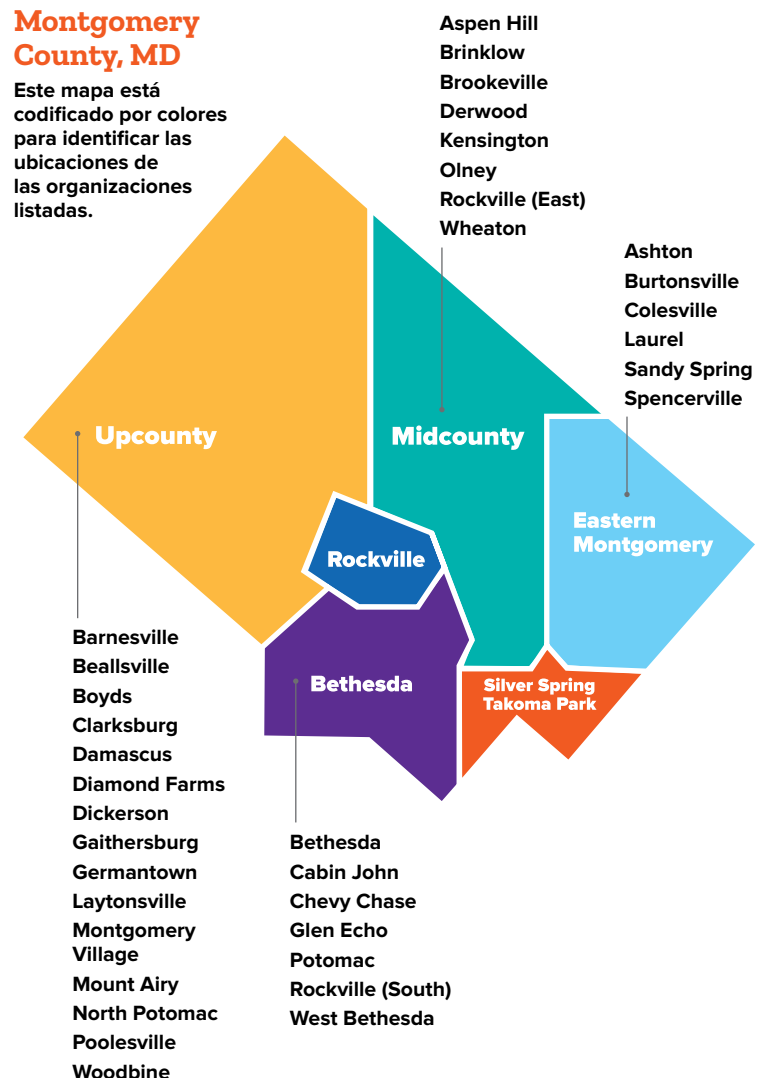 Montgomery
County, MD
Este mapa está
codificado por colores
para identificar las
ubicaciones de
las organizaciones
listadas.
Aspen Hill
Brinklow
Brookeville
Derwood
Kensington
Olney
Rockville (East)
Wheaton
Ashton
Burtonsville
Colesville
Laurel
Sandy Spring
Spencerville
Upcounty
Midcounty
Eastern
Montgomery
Rockville
Bethesda
Silver Spring
Takoma Park
Barnesville
Beallsville
Boyds
Clarksburg
Damascus
Diamond Farms
Dickerson
Gaithersburg
Germantown
Laytonsville
Montgomery
Village
Mount Airy
North Potomac
Poolesville
Woodbine
Bethesda
Cabin John
Chevy Chase
Glen Echo
Potomac
Rockville (South)
West Bethesda